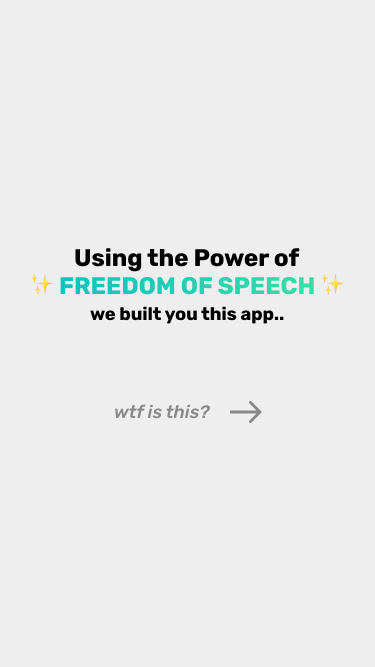 Using the Power of
✨ FREEDOM OF SPEECH ✨
we built you this app..
wtf is this? →